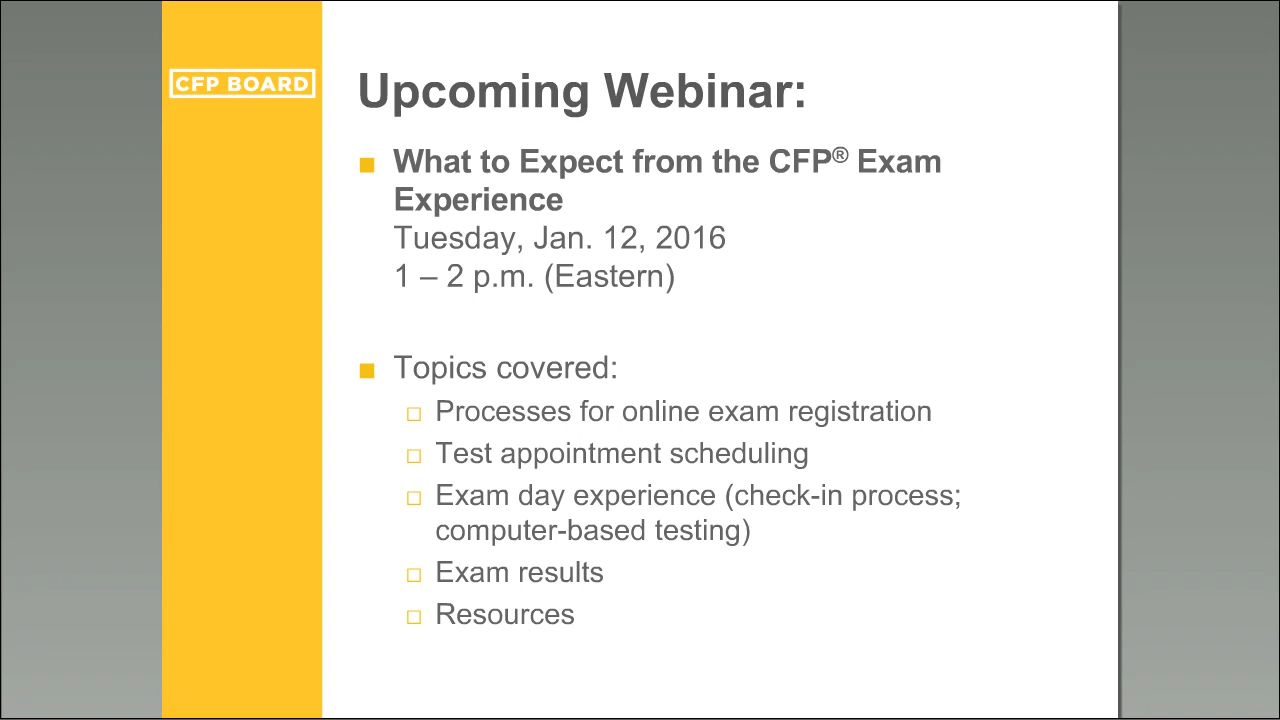 CFP BOARD
Upcoming Webinar:
What to Expect from the CFP® Exam
Experience
Tuesday, Jan. 12, 2016
1 – 2 p.m. (Eastern)
Topics covered:
Processes for online exam registration
Test appointment scheduling
Exam day experience (check-in process;
computer-based testing)
Exam results
Resources